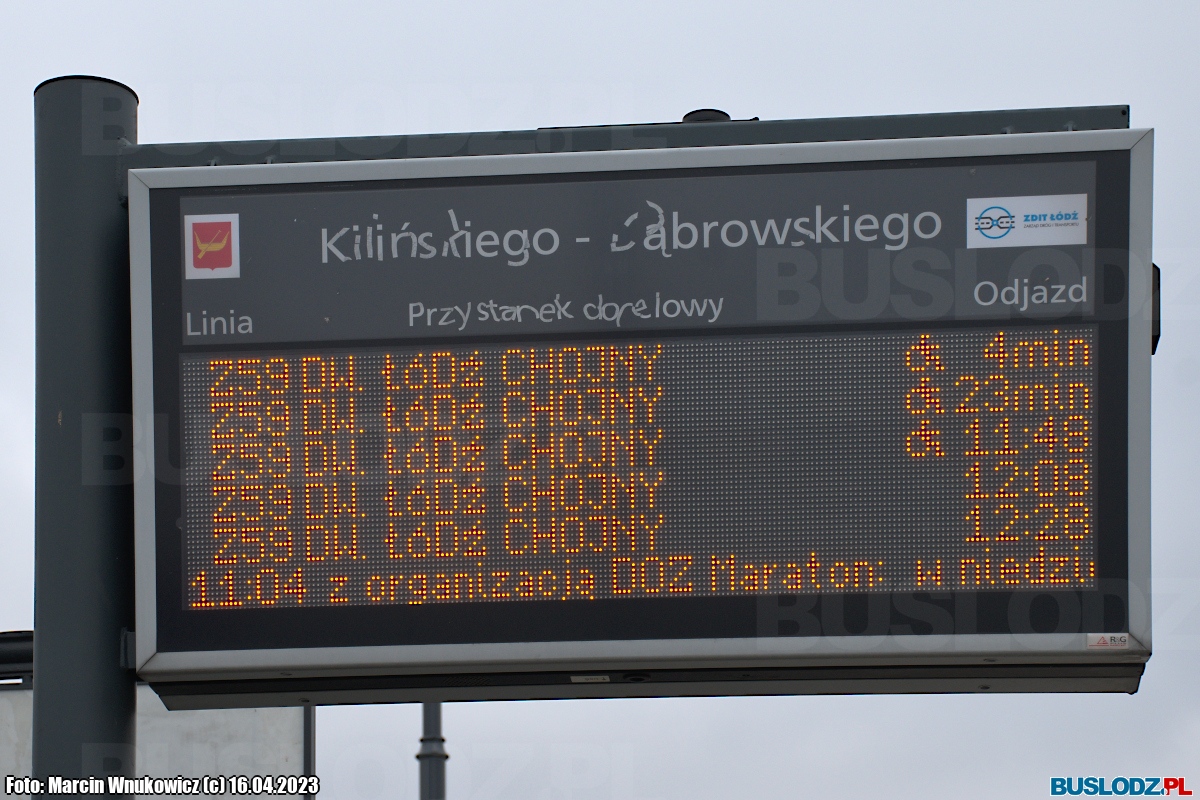 Kilińskiego - Dąbrowskiego
ZDIT ŁÓDŹ
Linia
Przystanek docelowy
Odjazd
259 DW. ŁÓDź CHOJNY & 4min
259 DW. ŁÓDź CHOJNY & 23min
259 DW. ŁÓDź CHOJNY & 11:48
259 DW. ŁÓDź CHOJNY 12:08
259 DW. ŁÓDź CHOJNY 12:28
11:04 z organizacją DOZ Maraton: w niedzi
R&G
Foto: Marcin Wnukowicz (c) 16.04.2023
BUSLODZ.PL